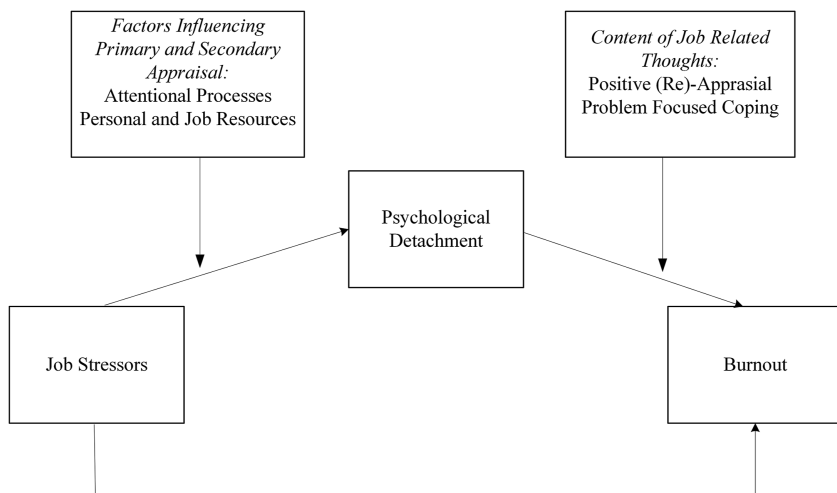 Factors Influencing
Primary and Secondary
Appraisal:
Attentional Processes
Personal and Job Resources
Content of Job Related
Thoughts:
Positive (Re)-Apprasial
Problem Focused Coping
Psychological
Detachment
Job Stressors
Burnout